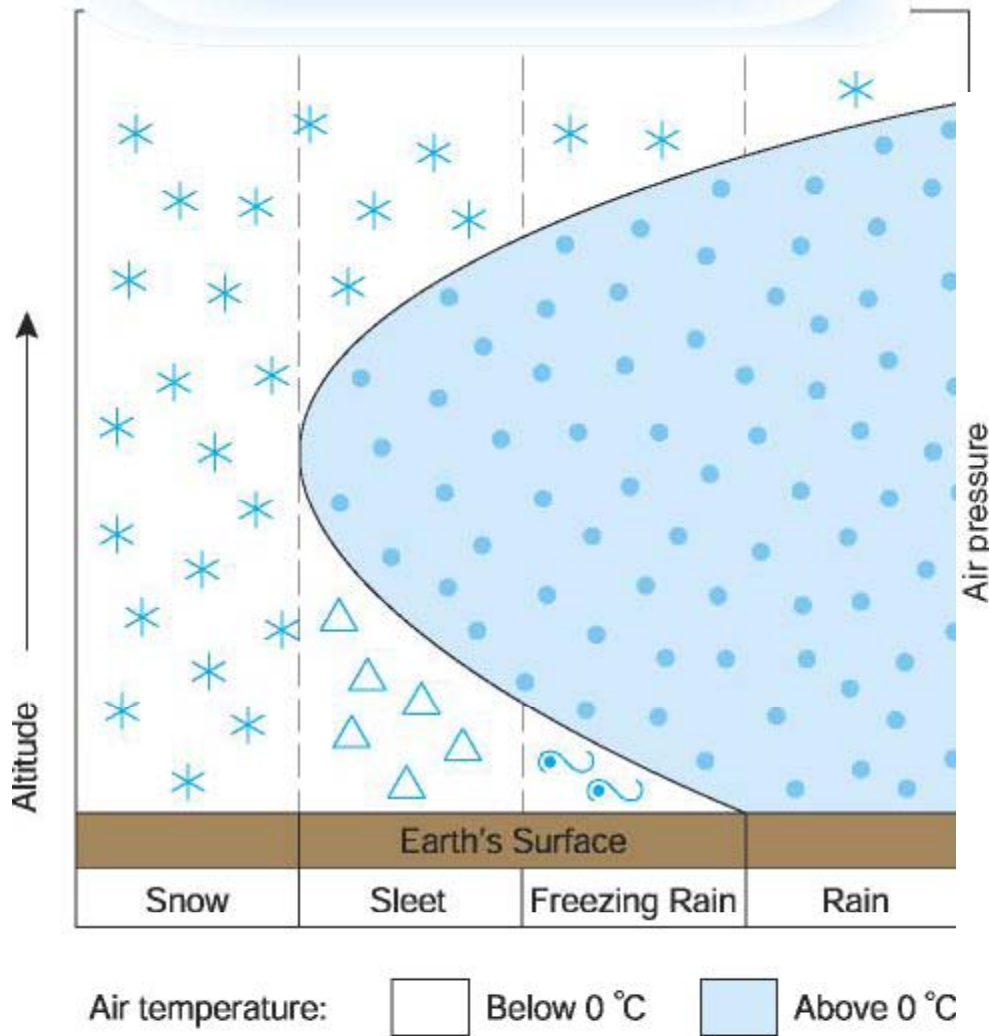 Altitude
Air pressure
Earth's Surface
Snow
Sleet
Freezing Rain
Rain
Air temperature:
Below 0 °C
Above 0 °C